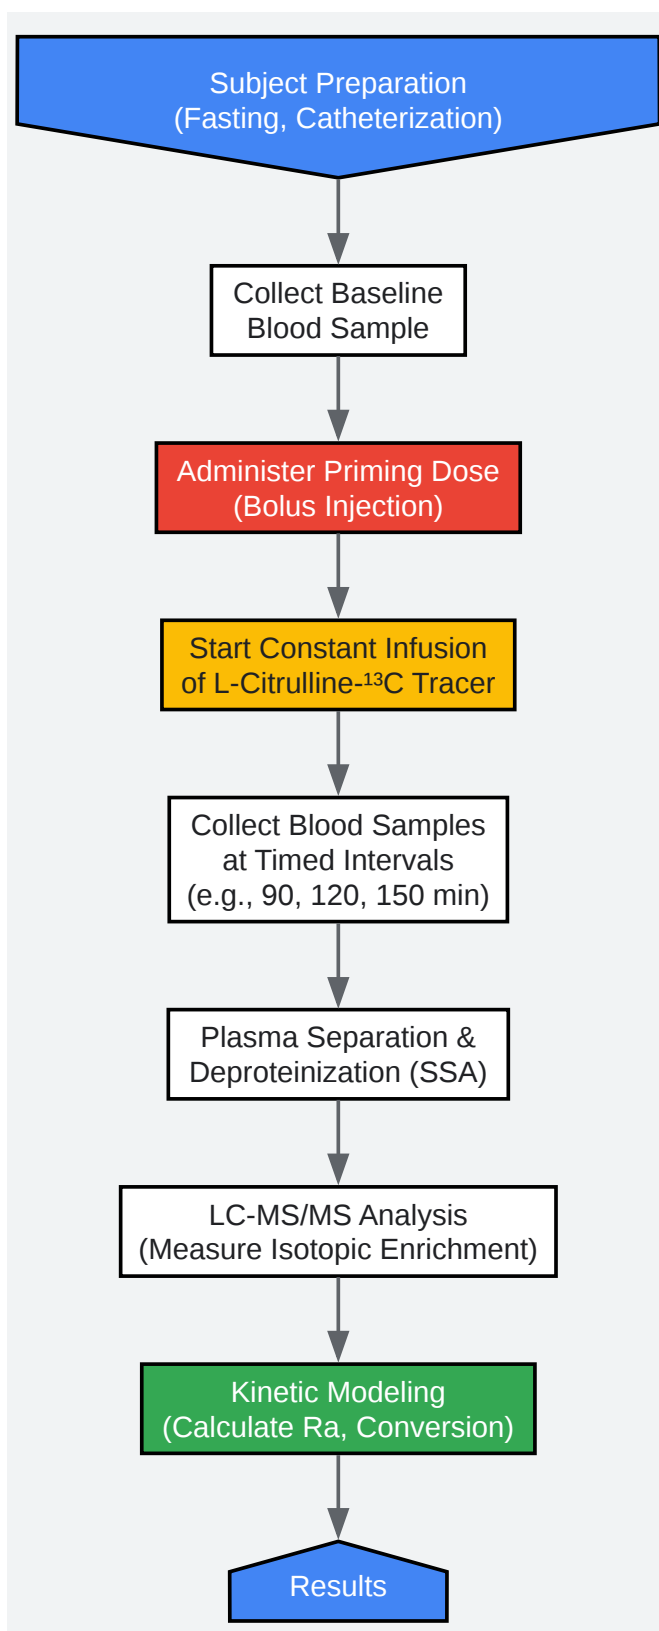 Subject Preparation
(Fasting, Catheterization)
Collect Baseline
Blood Sample
Administer Priming Dose
(Bolus Injection)
Start Constant Infusion
of L-Citrulline-¹³C Tracer
Collect Blood Samples
at Timed Intervals
(e.g., 90, 120, 150 min)
Plasma Separation &
Deproteinization (SSA)
LC-MS/MS Analysis
(Measure Isotopic Enrichment)
Kinetic Modeling
(Calculate Ra, Conversion)
Results